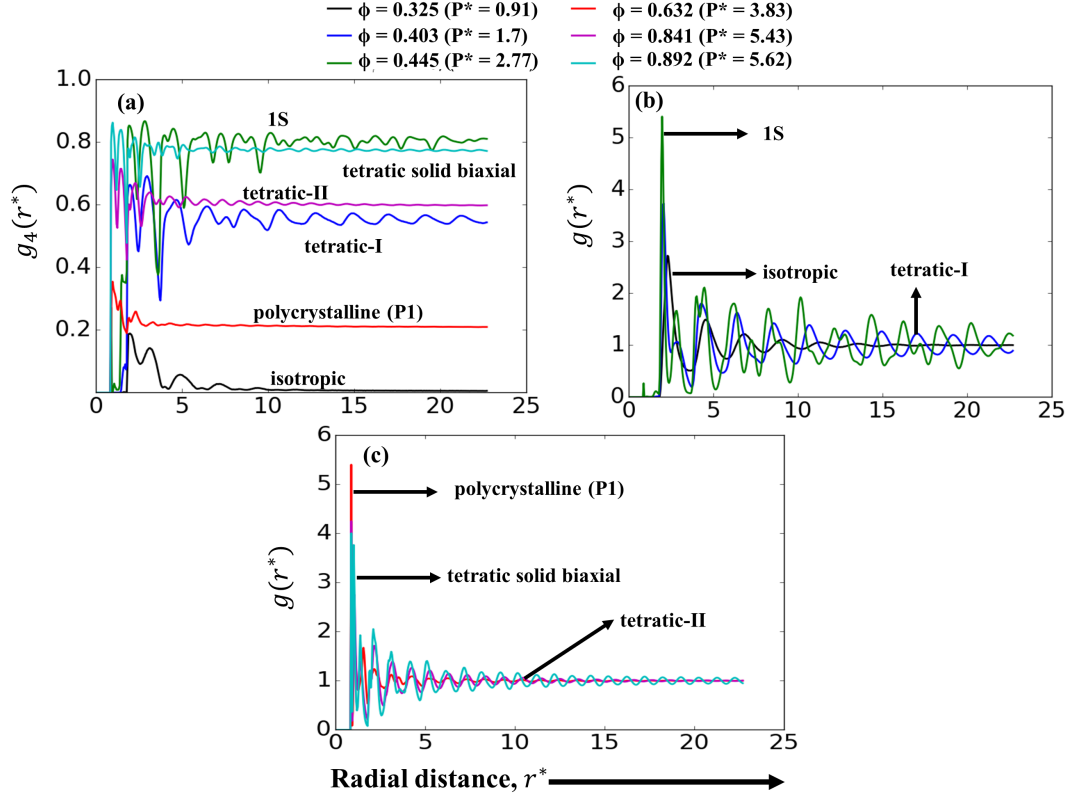 ϕ = 0.325 (P* = 0.91)
ϕ = 0.632 (P* = 3.83)
ϕ = 0.403 (P* = 1.7)
ϕ = 0.841 (P* = 5.43)
ϕ = 0.445 (P* = 2.77)
ϕ = 0.892 (P* = 5.62)
(a)
1.0
0.8
0.6
0.4
0.2
g₄(r*)
1S
tetratic solid biaxial
tetratic-II
tetratic-I
polycrystalline (P1)
isotropic
0 5 10 15 20 25
(b)
6
5
4
3
2
1
0
g(r*)
1S
isotropic
tetratic-I
0 5 10 15 20 25
(c)
6
5
4
3
2
1
0
g(r*)
polycrystalline (P1)
tetratic solid biaxial
tetratic-II
0 5 10 15 20 25
Radial distance, r*